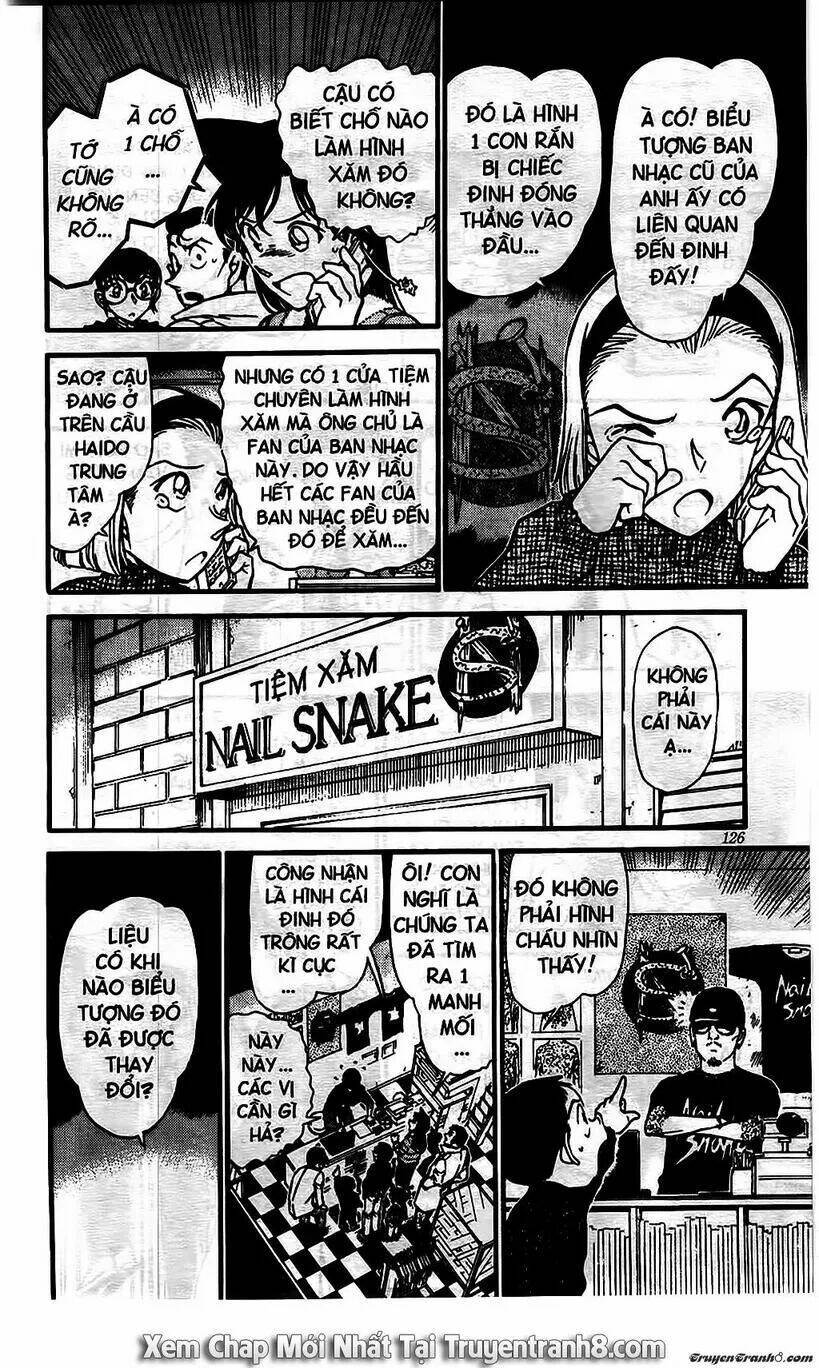 À CÓ! BIỂU
TƯỢNG BAN
NHẠC CŨ CỦA
ANH ẤY CÓ
LIÊN QUAN
ĐẾN ĐINH
ĐẤY!
ĐÓ LÀ HÌNH
1 CON RẮN
BỊ CHIẾC
ĐINH ĐÓNG
THẲNG VÀO
ĐẦU...
CẬU CÓ
BIẾT CHỖ NÀO
LÀM HÌNH
XĂM ĐÓ
KHÔNG?
À CÓ
1 CHỖ
...
TỚ
CŨNG
KHÔNG
RÕ...
NHƯNG CÓ 1 CỬA TIỆM
CHUYÊN LÀM HÌNH
XĂM MÀ ÔNG CHỦ LÀ
FAN CỦA BAN NHẠC
NÀY. DO VẬY HẦU
HẾT CÁC FAN CỦA
BAN NHẠC ĐỀU ĐẾN
ĐÓ ĐỂ XĂM...
SAO? CẬU
ĐANG Ở
TRÊN CẦU
HAIDO
TRUNG
TÂM
À?
TIỆM XĂM
NAIL SNAKE
KHÔNG
PHẢI
CÁI NÀY
Ạ...
126
ĐÓ KHÔNG
PHẢI HÌNH
CHÁU NHÌN
THẤY!
Nail
Nail
ÔI! CON
NGHĨ LÀ
CHÚNG TA
ĐÃ TÌM
RA 1
MANH
MỐI
...
CÔNG NHẬN
LÀ HÌNH CÁI
ĐINH ĐÓ
TRÔNG RẤT
KÌ CỤC
...
NÀY
NÀY...
CÁC VỊ
CẦN GÌ
HẢ?
LIỆU
CÓ KHI
NÀO BIỂU
TƯỢNG ĐÓ
ĐÃ ĐƯỢC
THAY
ĐỔI?
Xem Chap Mới Nhất Tại Truyentranh8.com
TruyenTranh8.com